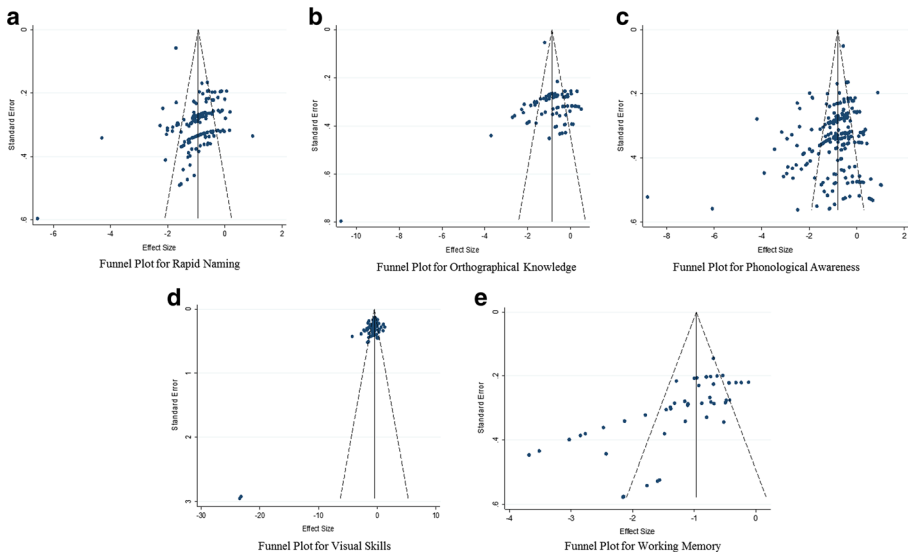 a
0
.2
.4
.6
Standard Error
-6 -4 -2 0 2
Effect Size
Funnel Plot for Rapid Naming
b
0
.2
.4
.6
.8
Standard Error
-10 -8 -6 -4 -2 0
Effect Size
Funnel Plot for Orthographical Knowledge
c
0
.2
.4
.6
Standard Error
-8 -6 -4 -2 0 2
Effect Size
Funnel Plot for Phonological Awareness
d
0
1
2
3
Standard Error
-30 -20 -10 0 10
Effect Size
Funnel Plot for Visual Skills
e
0
.2
.4
.6
Standard Error
-4 -3 -2 -1 0
Effect Size
Funnel Plot for Working Memory